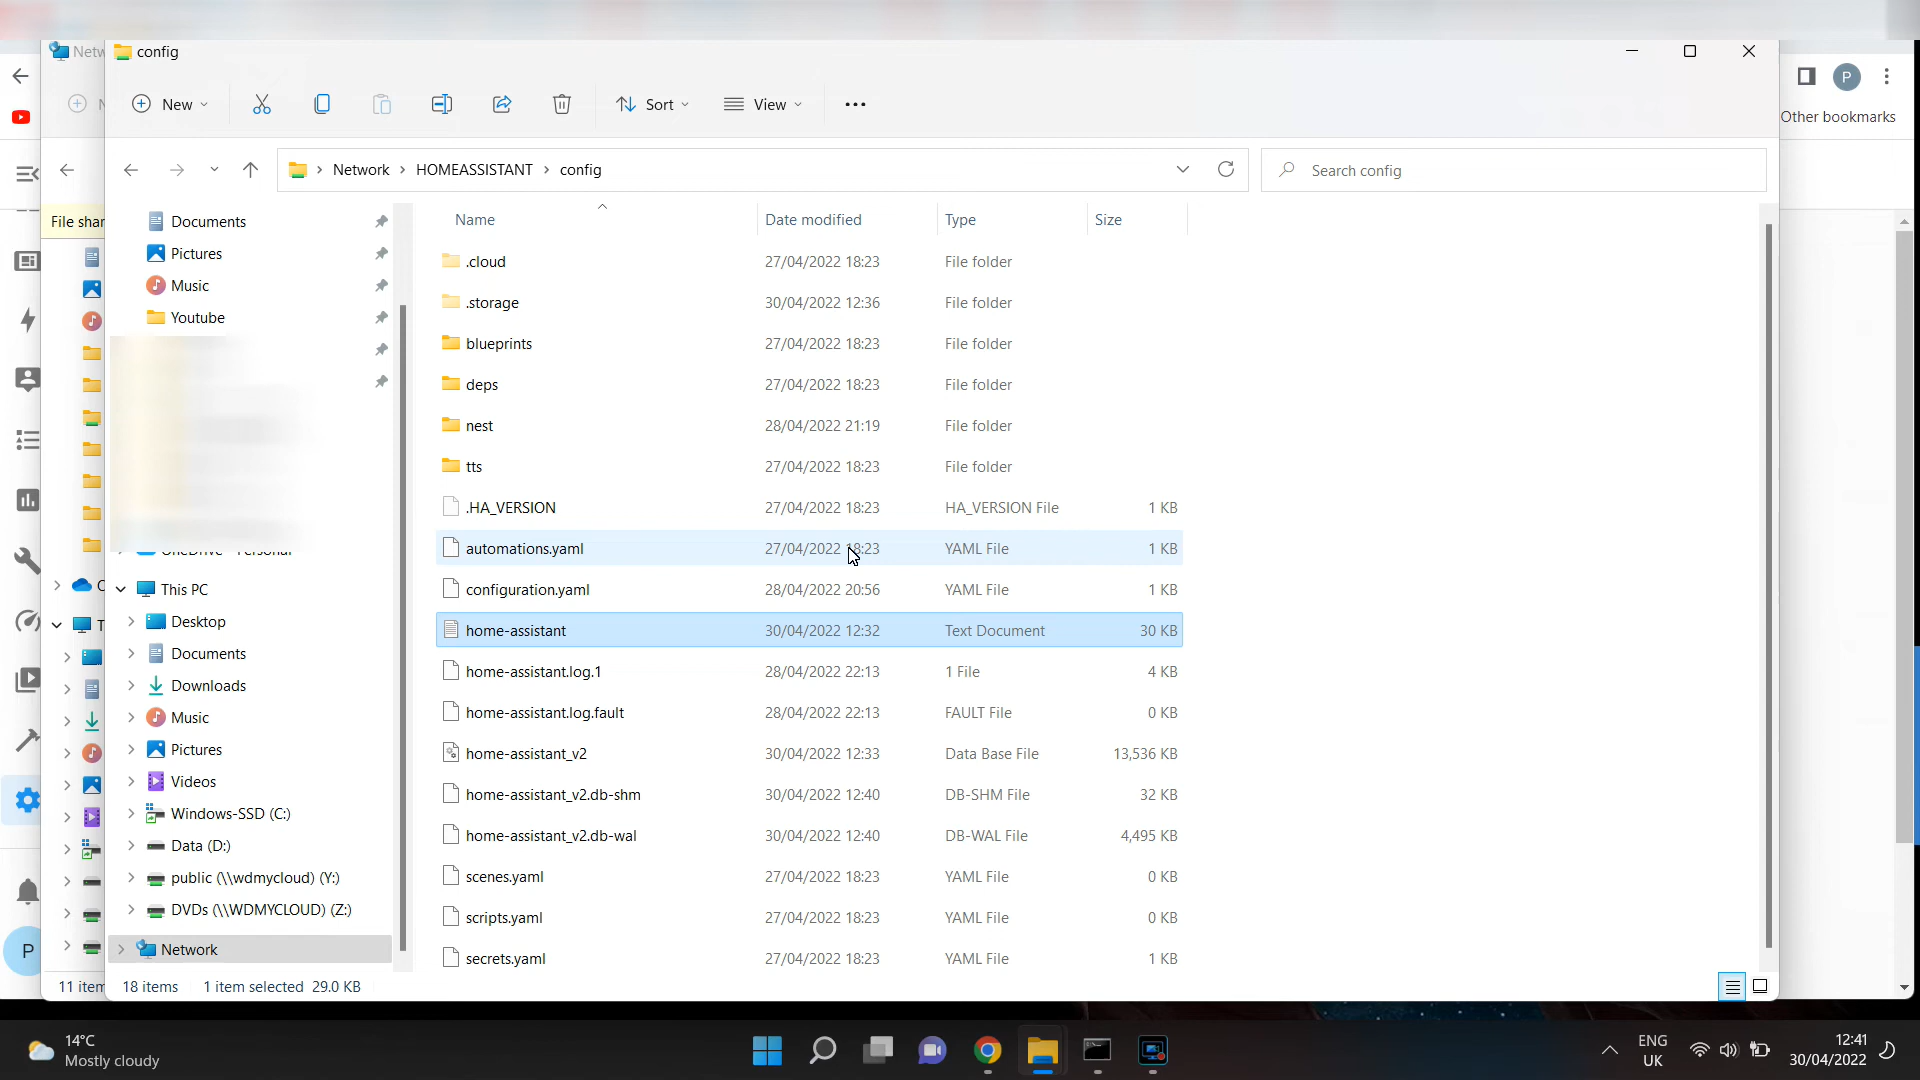 Netw
config
New
Sort
View
P
Other bookmarks
Network
HOMEASSISTANT
config
Search config
File shar
Documents
Pictures
Music
Youtube
Name
Date modified
Type
Size
.cloud 27/04/2022 18:23 File folder
.storage 30/04/2022 12:36 File folder
blueprints 27/04/2022 18:23 File folder
deps 27/04/2022 18:23 File folder
nest 28/04/2022 21:19 File folder
tts 27/04/2022 18:23 File folder
.HA_VERSION 27/04/2022 18:23 HA_VERSION File 1 KB
automations.yaml 27/04/2022 18:23 YAML File 1 KB
configuration.yaml 28/04/2022 20:56 YAML File 1 KB
home-assistant 30/04/2022 12:32 Text Document 30 KB
home-assistant.log.1 28/04/2022 22:13 1 File 4 KB
home-assistant.log.fault 28/04/2022 22:13 FAULT File 0 KB
home-assistant_v2 30/04/2022 12:33 Data Base File 13,536 KB
home-assistant_v2.db-shm 30/04/2022 12:40 DB-SHM File 32 KB
home-assistant_v2.db-wal 30/04/2022 12:40 DB-WAL File 4,495 KB
scenes.yaml 27/04/2022 18:23 YAML File 0 KB
scripts.yaml 27/04/2022 18:23 YAML File 0 KB
secrets.yaml 27/04/2022 18:23 YAML File 1 KB
OneDrive - Personal
This PC
Desktop
Documents
Downloads
Music
Pictures
Videos
Windows-SSD (C:)
Data (D:)
public (\\wdmycloud) (Y:)
DVDs (\\WDMYCLOUD) (Z:)
Network
P
11 item
18 items
1 item selected 29.0 KB
14°C
Mostly cloudy
ENG
UK
12:41
30/04/2022